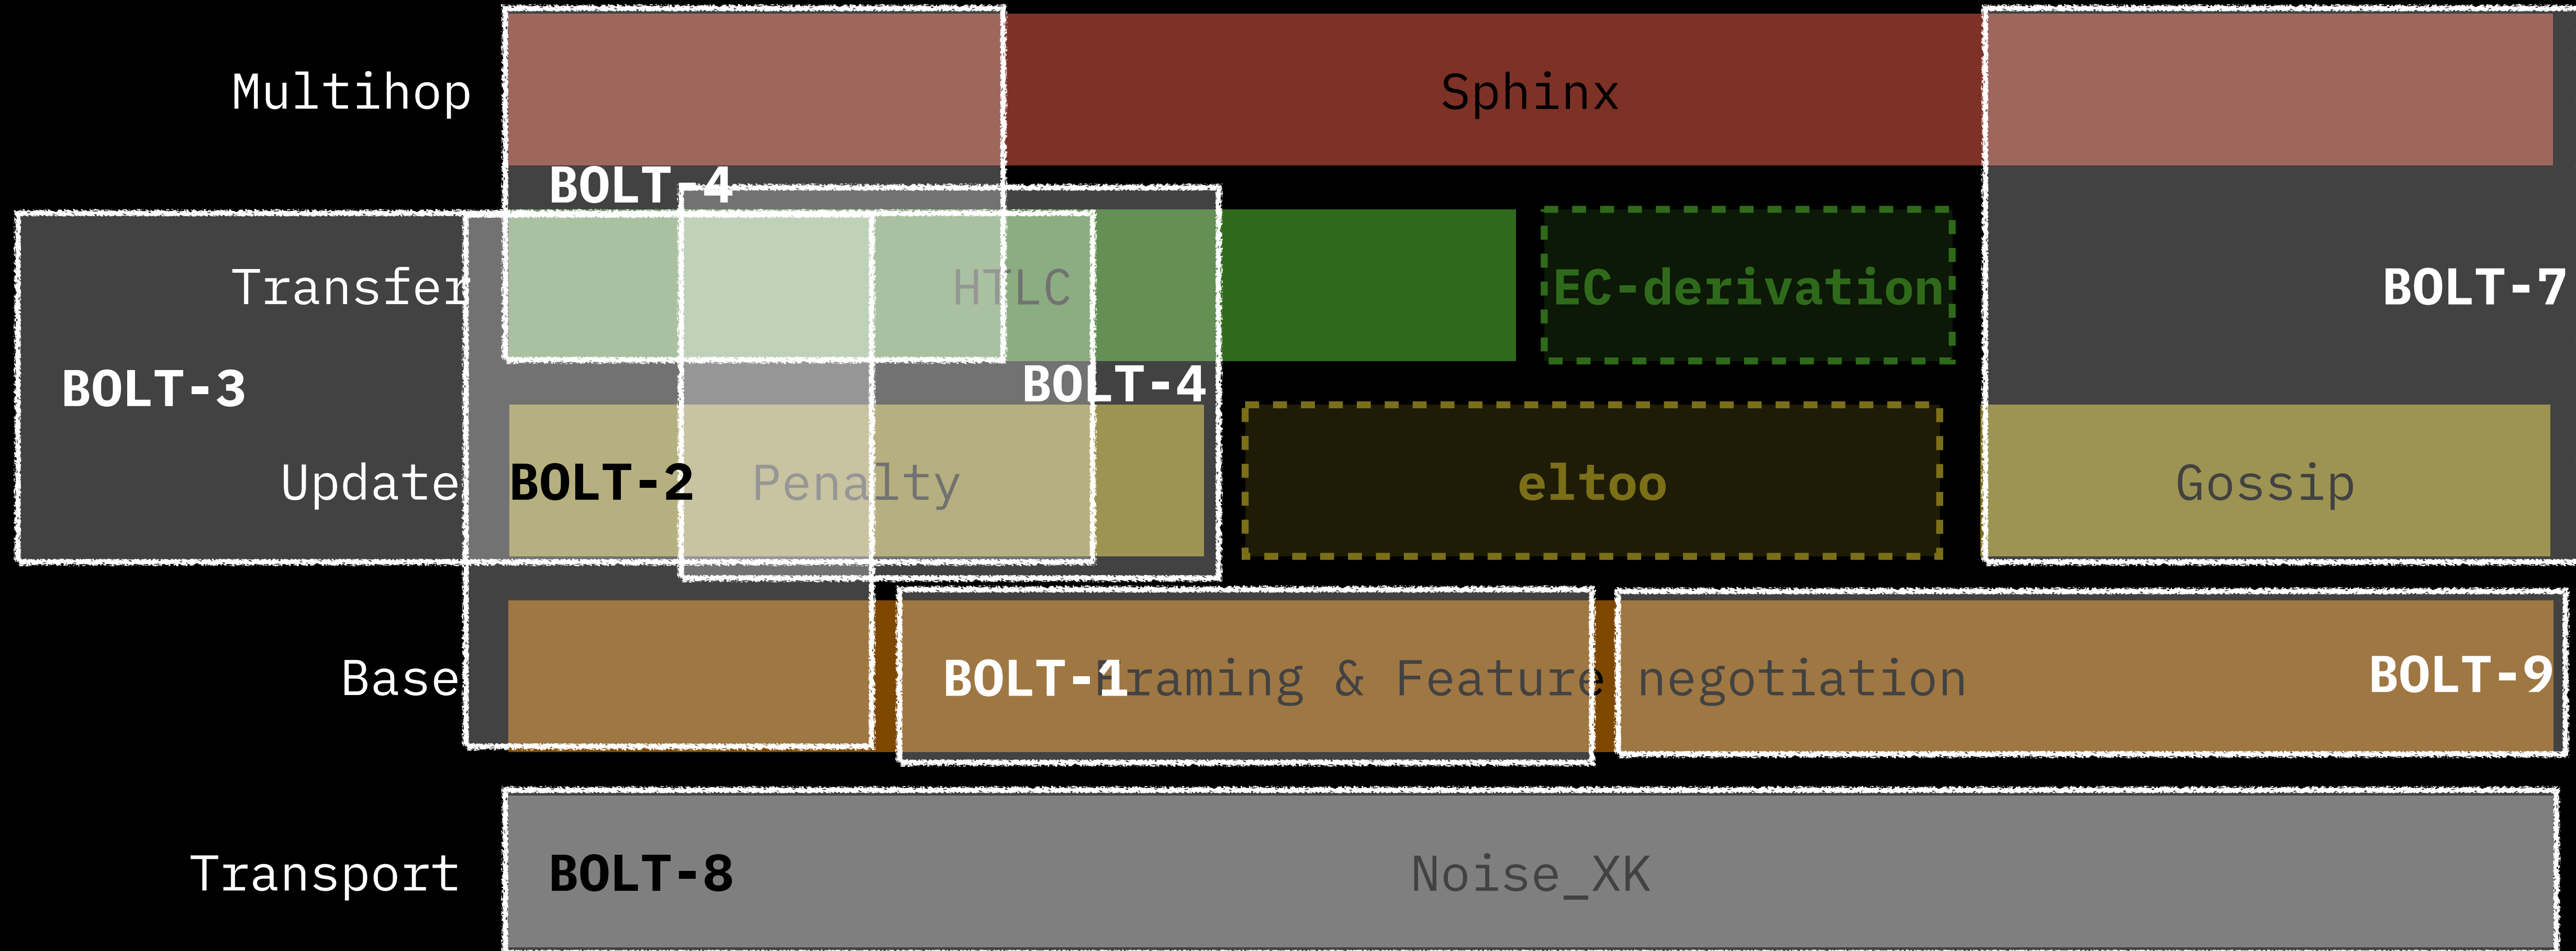 Multihop
Sphinx
BOLT-4
Transfer
HTLC
EC-derivation
BOLT-7
BOLT-3
BOLT-4
Update
BOLT-2
Penalty
eltoo
Gossip
Base
BOLT-1
Framing & Feature negotiation
BOLT-9
Transport
BOLT-8
Noise_XK